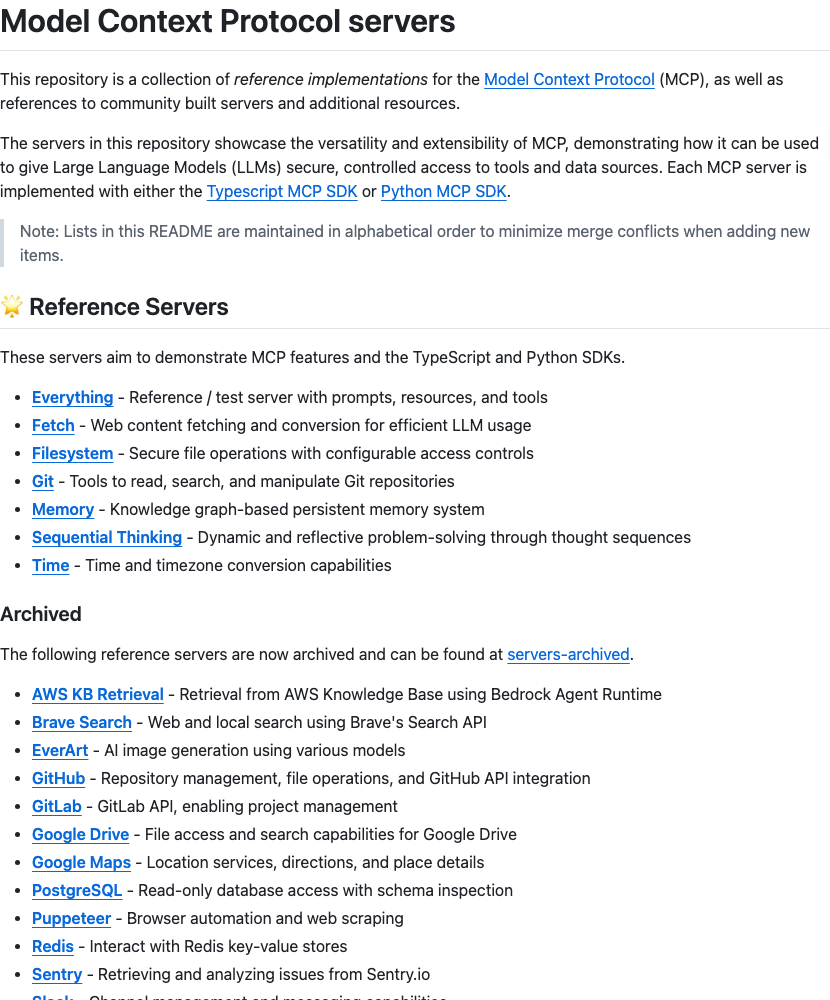 Model Context Protocol servers
This repository is a collection of reference implementations for the Model Context Protocol (MCP), as well as
references to community built servers and additional resources.
The servers in this repository showcase the versatility and extensibility of MCP, demonstrating how it can be used
to give Large Language Models (LLMs) secure, controlled access to tools and data sources. Each MCP server is
implemented with either the Typescript MCP SDK or Python MCP SDK.
Note: Lists in this README are maintained in alphabetical order to minimize merge conflicts when adding new
items.
🌟 Reference Servers
These servers aim to demonstrate MCP features and the TypeScript and Python SDKs.
• Everything - Reference / test server with prompts, resources, and tools
• Fetch - Web content fetching and conversion for efficient LLM usage
• Filesystem - Secure file operations with configurable access controls
• Git - Tools to read, search, and manipulate Git repositories
• Memory - Knowledge graph-based persistent memory system
• Sequential Thinking - Dynamic and reflective problem-solving through thought sequences
• Time - Time and timezone conversion capabilities
Archived
The following reference servers are now archived and can be found at servers-archived.
• AWS KB Retrieval - Retrieval from AWS Knowledge Base using Bedrock Agent Runtime
• Brave Search - Web and local search using Brave's Search API
• EverArt - AI image generation using various models
• GitHub - Repository management, file operations, and GitHub API integration
• GitLab - GitLab API, enabling project management
• Google Drive - File access and search capabilities for Google Drive
• Google Maps - Location services, directions, and place details
• PostgreSQL - Read-only database access with schema inspection
• Puppeteer - Browser automation and web scraping
• Redis - Interact with Redis key-value stores
• Sentry - Retrieving and analyzing issues from Sentry.io
• Slack - Channel management and messaging capabilities